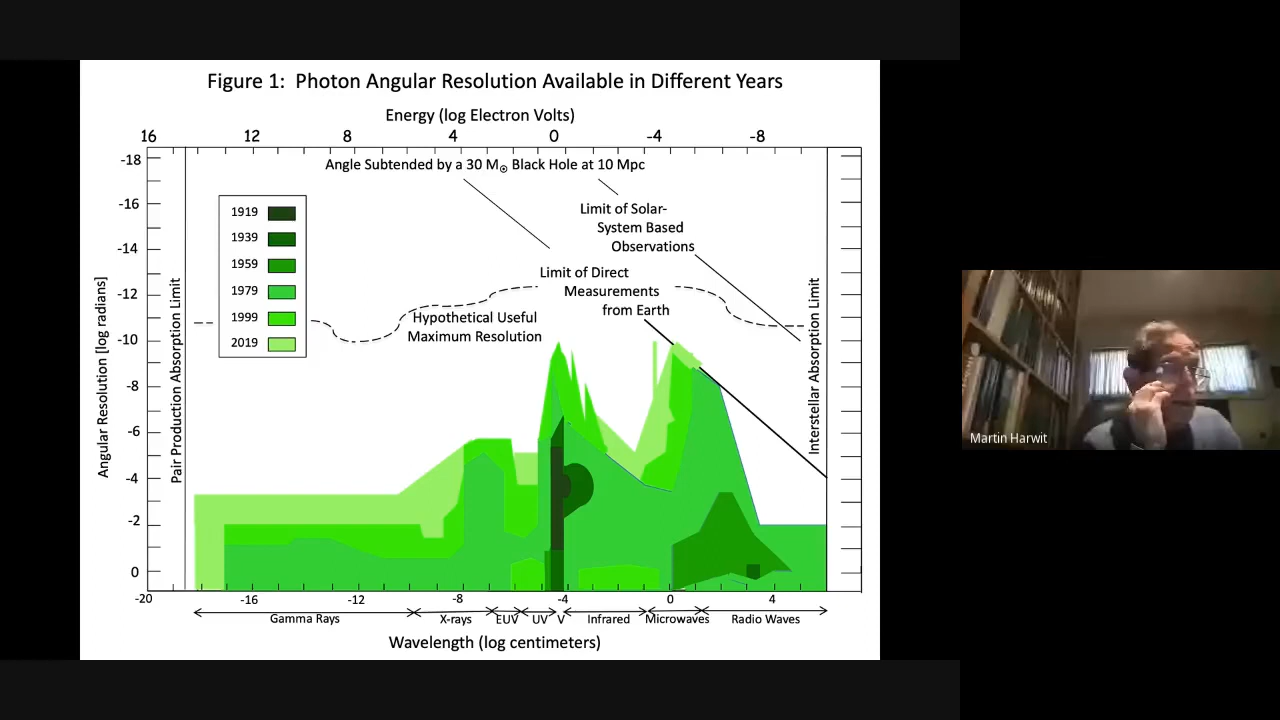 Figure 1: Photon Angular Resolution Available in Different Years
Energy (log Electron Volts)
16 12 8 4 0 -4 -8
Angle Subtended by a 30 M☉ Black Hole at 10 Mpc
Limit of Solar-
System Based
Observations
Limit of Direct
Measurements
from Earth
Hypothetical Useful
Maximum Resolution
1919
1939
1959
1979
1999
2019
Angular Resolution [log radians]
-18
-16
-14
-12
-10
-8
-6
-4
-2
0
Pair Production Absorption Limit
Interstellar Absorption Limit
-20 -16 -12 -8 -4 0 4
Gamma Rays X-rays EUV UV V Infrared Microwaves Radio Waves
Wavelength (log centimeters)
Martin Harwit